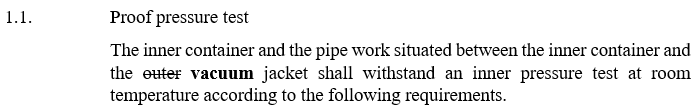 1.1. Proof pressure test
The inner container and the pipe work situated between the inner container and
the outer vacuum jacket shall withstand an inner pressure test at room
temperature according to the following requirements.